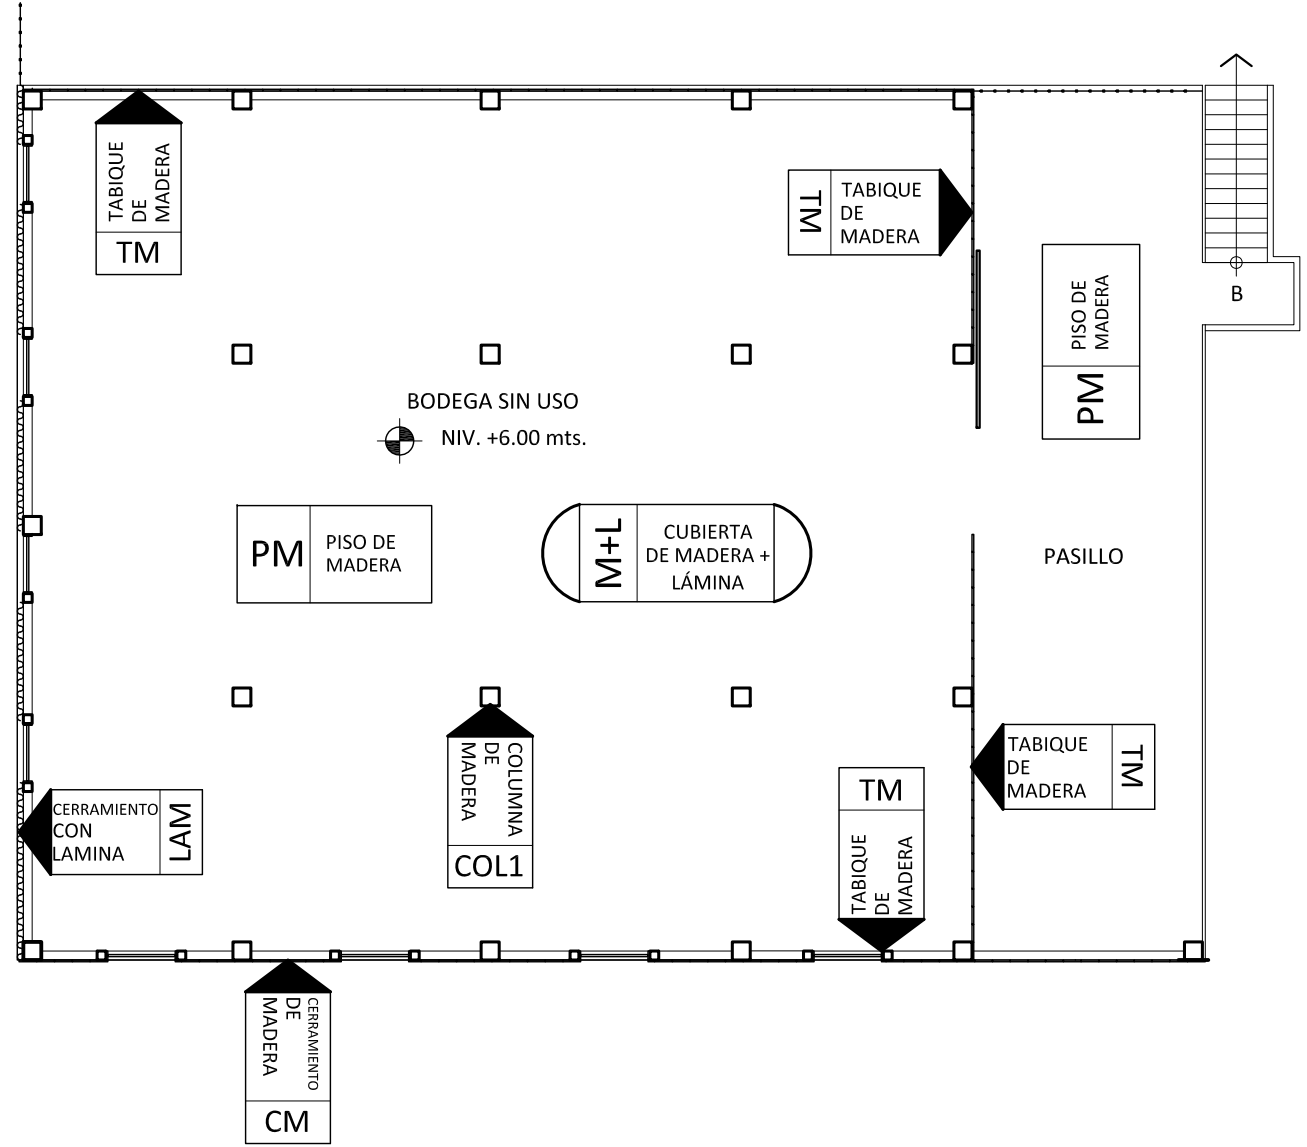 TABIQUE
DE
MADERA
TM
TM
TABIQUE
DE
MADERA
PISO DE
MADERA
PM
B
BODEGA SIN USO
NIV. +6.00 mts.
PM
PISO DE
MADERA
M+L
CUBIERTA
DE MADERA +
LÁMINA
PASILLO
CERRAMIENTO
CON
LAMINA
LAM
COLUMNA
DE
MADERA
COL1
TM
TABIQUE
DE
MADERA
TABIQUE
DE
MADERA
TM
CERRAMIENTO
DE
MADERA
CM